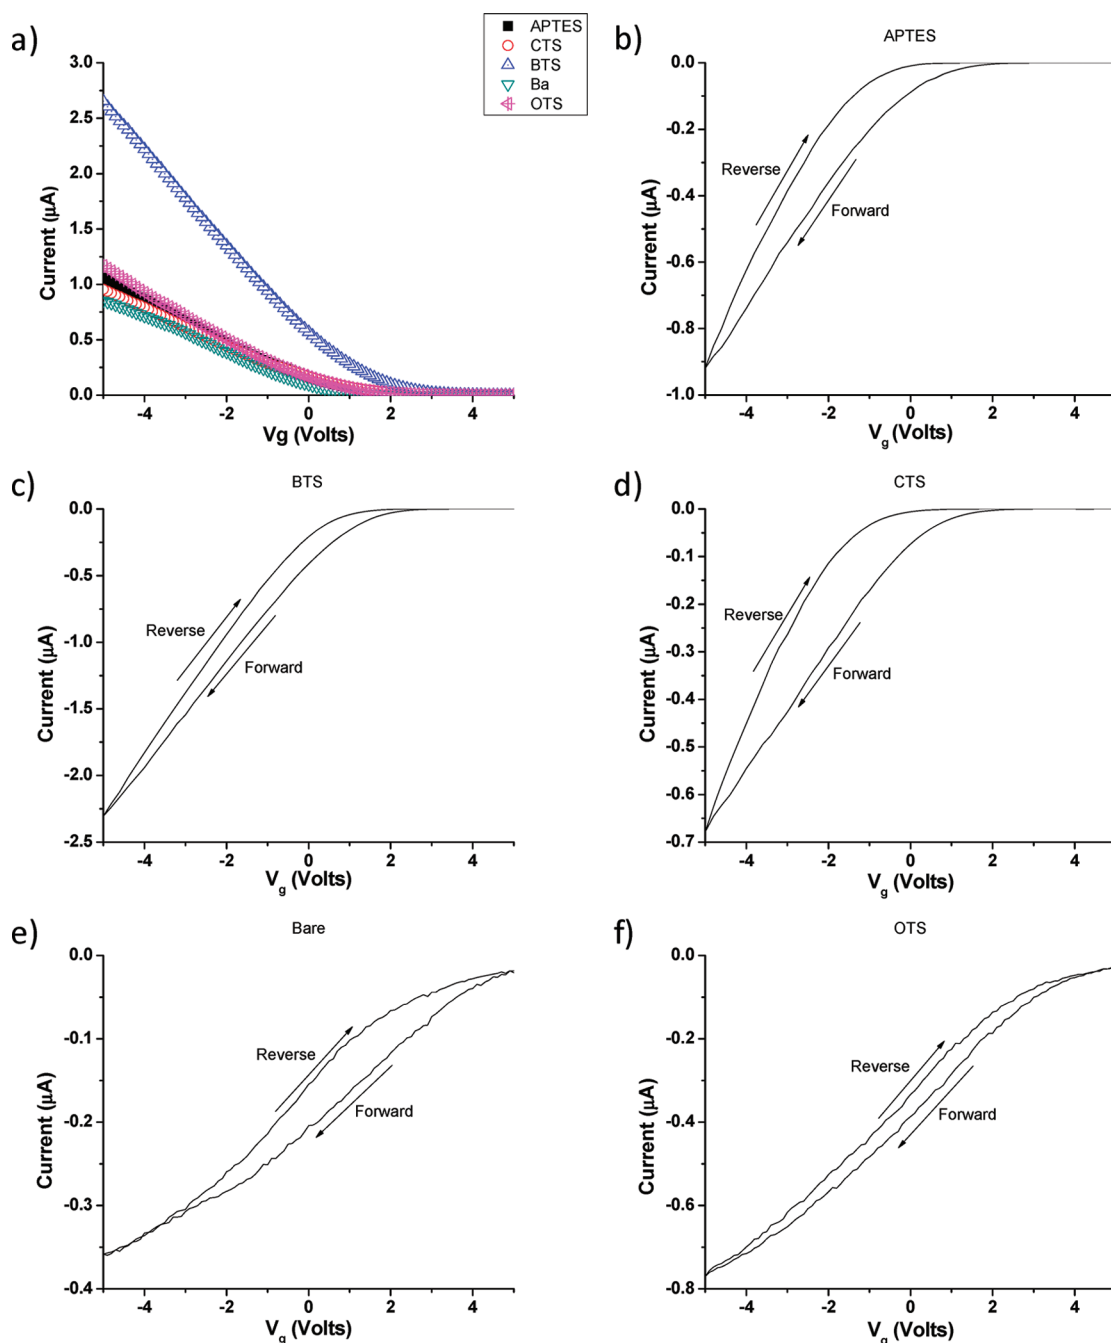 a)
APTES
CTS
BTS
Ba
OTS
3.0
2.5
2.0
1.5
1.0
0.5
0.0
Current (μA)
-4 -2 0 2 4
Vg (Volts)
b)
APTES
0.0
-0.2
-0.4
-0.6
-0.8
-1.0
Current (μA)
Reverse
Forward
-4 -2 0 2 4
Vg (Volts)
c)
BTS
0.0
-0.5
-1.0
-1.5
-2.0
-2.5
Current (μA)
Reverse
Forward
-4 -2 0 2 4
Vg (Volts)
d)
CTS
0.0
-0.1
-0.2
-0.3
-0.4
-0.5
-0.6
-0.7
Current (μA)
Reverse
Forward
-4 -2 0 2 4
Vg (Volts)
e)
Bare
0.0
-0.1
-0.2
-0.3
-0.4
Current (μA)
Reverse
Forward
-4 -2 0 2 4
Vg (Volts)
f)
OTS
0.0
-0.2
-0.4
-0.6
-0.8
Current (μA)
Reverse
Forward
-4 -2 0 2 4
Vg (Volts)